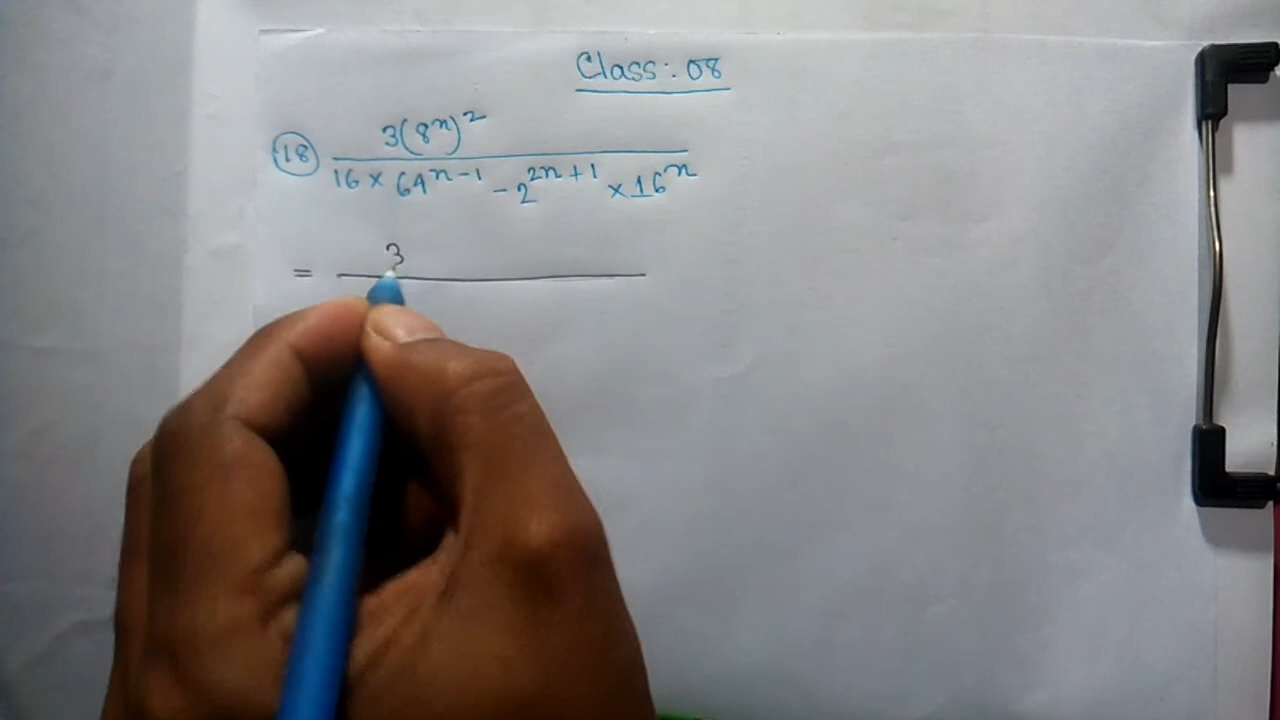 Class: 08
(18) 3(8^n)^2
16 × 64^n-1 - 2^2n+1 × 16^n
= 3